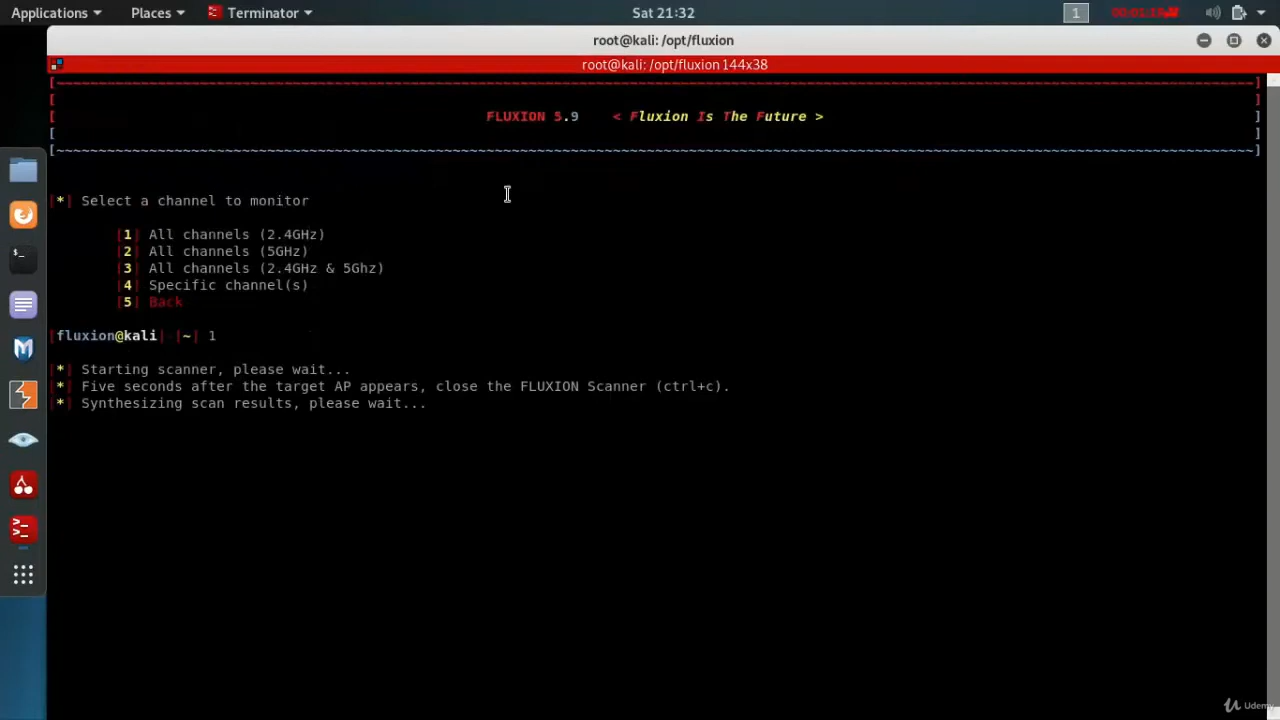 Applications Places Terminator Sat 21:32 1
root@kali: /opt/fluxion
root@kali: /opt/fluxion 144x38
[~~~~~~~~~~~~~~~~~~~~~~~~~~~~~~~~~~~~~~~~~~~~~~~~~~~~~~~~~~~~~~~~~~~~~~~~~~~~~~~~~~~~~~~~~~~~~~~~~~~~~~~~~~~~~~~~~~~~~~~~~~~~~~~~~~~~~~~~~~~~~~]
[ ]
[ FLUXION 5.9 < Fluxion Is The Future > ]
[ ]
[~~~~~~~~~~~~~~~~~~~~~~~~~~~~~~~~~~~~~~~~~~~~~~~~~~~~~~~~~~~~~~~~~~~~~~~~~~~~~~~~~~~~~~~~~~~~~~~~~~~~~~~~~~~~~~~~~~~~~~~~~~~~~~~~~~~~~~~~~~~~~~]
[*] Select a channel to monitor
[1] All channels (2.4GHz)
[2] All channels (5GHz)
[3] All channels (2.4GHz & 5Ghz)
[4] Specific channel(s)
[5] Back
[fluxion@kali] [~] 1
[*] Starting scanner, please wait...
[*] Five seconds after the target AP appears, close the FLUXION Scanner (ctrl+c).
[*] Synthesizing scan results, please wait...
Udemy